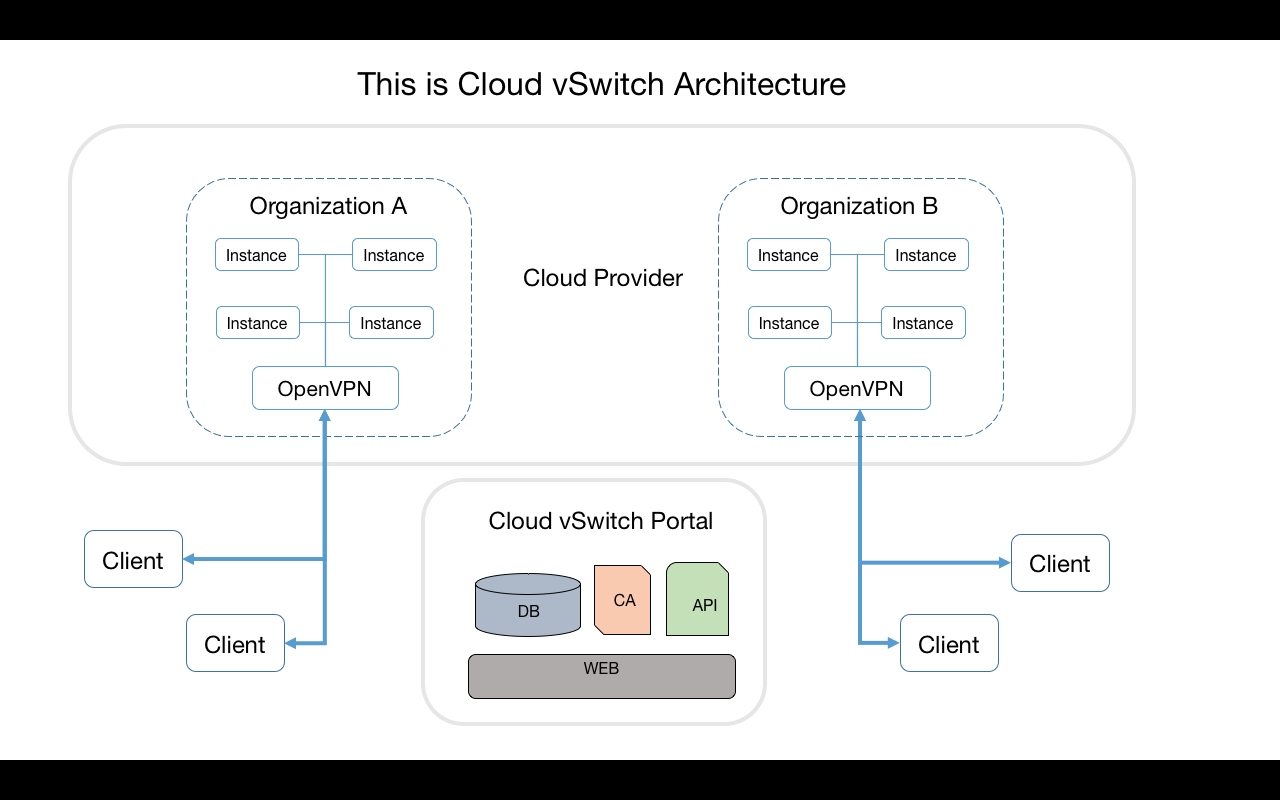 This is Cloud vSwitch Architecture
Organization A
Instance
Instance
Instance
Instance
OpenVPN
Cloud Provider
Organization B
Instance
Instance
Instance
Instance
OpenVPN
Client
Client
Cloud vSwitch Portal
DB
CA
API
WEB
Client
Client